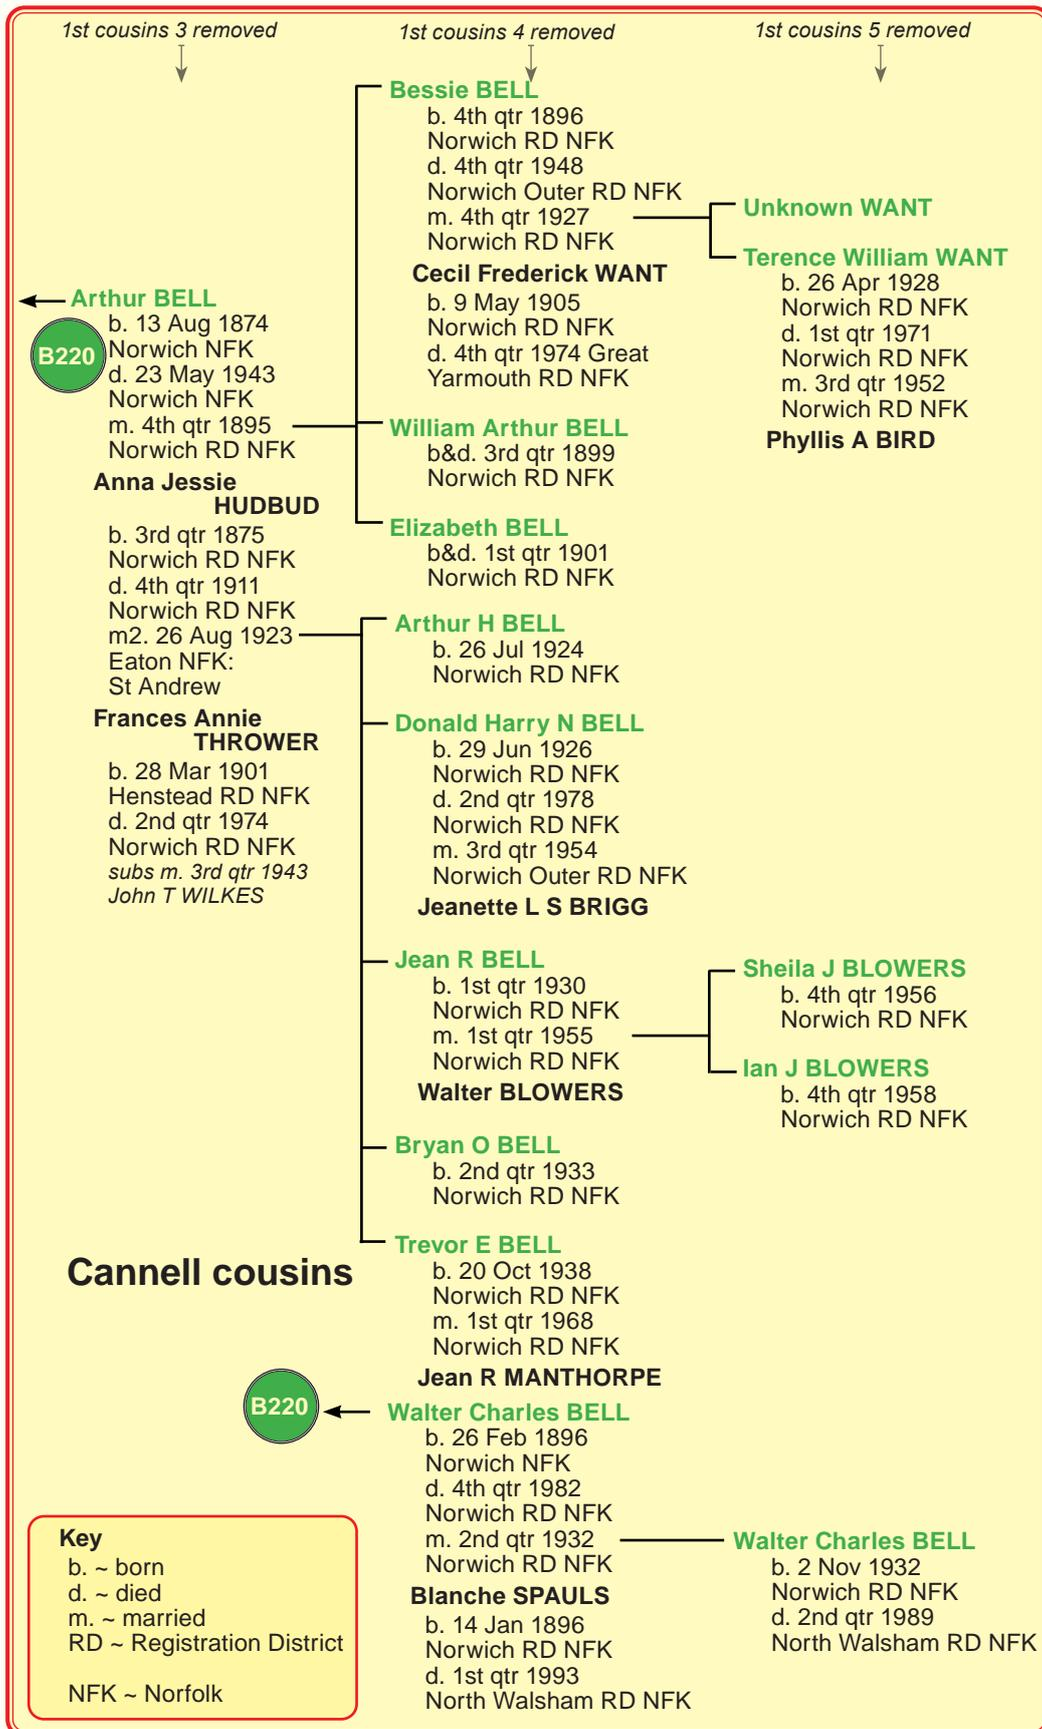 1st cousins 3 removed
1st cousins 4 removed
1st cousins 5 removed
Arthur BELL
B220
b. 13 Aug 1874
Norwich NFK
d. 23 May 1943
Norwich NFK
m. 4th qtr 1895
Norwich RD NFK
Anna Jessie
HUDBUD
b. 3rd qtr 1875
Norwich RD NFK
d. 4th qtr 1911
Norwich RD NFK
m2. 26 Aug 1923
Eaton NFK:
St Andrew
Frances Annie
THROWER
b. 28 Mar 1901
Henstead RD NFK
d. 2nd qtr 1974
Norwich RD NFK
subs m. 3rd qtr 1943
John T WILKES
Bessie BELL
b. 4th qtr 1896
Norwich RD NFK
d. 4th qtr 1948
Norwich Outer RD NFK
m. 4th qtr 1927
Norwich RD NFK
Cecil Frederick WANT
b. 9 May 1905
Norwich RD NFK
d. 4th qtr 1974 Great
Yarmouth RD NFK
William Arthur BELL
b&d. 3rd qtr 1899
Norwich RD NFK
Elizabeth BELL
b&d. 1st qtr 1901
Norwich RD NFK
Arthur H BELL
b. 26 Jul 1924
Norwich RD NFK
Donald Harry N BELL
b. 29 Jun 1926
Norwich RD NFK
d. 2nd qtr 1978
Norwich RD NFK
m. 3rd qtr 1954
Norwich Outer RD NFK
Jeanette L S BRIGG
Jean R BELL
b. 1st qtr 1930
Norwich RD NFK
m. 1st qtr 1955
Norwich RD NFK
Walter BLOWERS
Bryan O BELL
b. 2nd qtr 1933
Norwich RD NFK
Trevor E BELL
b. 20 Oct 1938
Norwich RD NFK
m. 1st qtr 1968
Norwich RD NFK
Jean R MANTHORPE
Unknown WANT
Terence William WANT
b. 26 Apr 1928
Norwich RD NFK
d. 1st qtr 1971
Norwich RD NFK
m. 3rd qtr 1952
Norwich RD NFK
Phyllis A BIRD
Sheila J BLOWERS
b. 4th qtr 1956
Norwich RD NFK
Ian J BLOWERS
b. 4th qtr 1958
Norwich RD NFK
Cannell cousins
B220
Walter Charles BELL
b. 26 Feb 1896
Norwich NFK
d. 4th qtr 1982
Norwich RD NFK
m. 2nd qtr 1932
Norwich RD NFK
Blanche SPAULS
b. 14 Jan 1896
Norwich RD NFK
d. 1st qtr 1993
North Walsham RD NFK
Walter Charles BELL
b. 2 Nov 1932
Norwich RD NFK
d. 2nd qtr 1989
North Walsham RD NFK
Key
b. ~ born
d. ~ died
m. ~ married
RD ~ Registration District
NFK ~ Norfolk